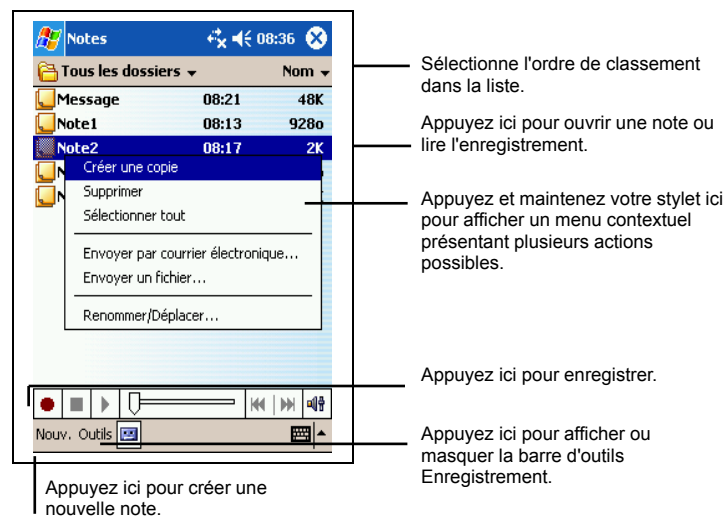 Notes 08:36
Tous les dossiers Nom
Message 08:21 48K
Note1 08:13 928o
Note2 08:17 2K
N
N
Créer une copie
Supprimer
Sélectionner tout
Envoyer par courrier électronique...
Envoyer un fichier...
Renommer/Déplacer...
Nouv. Outils
Sélectionne l'ordre de classement
dans la liste.
Appuyez ici pour ouvrir une note ou
lire l'enregistrement.
Appuyez et maintenez votre stylet ici
pour afficher un menu contextuel
présentant plusieurs actions
possibles.
Appuyez ici pour enregistrer.
Appuyez ici pour afficher ou
masquer la barre d'outils
Enregistrement.
Appuyez ici pour créer une
nouvelle note.